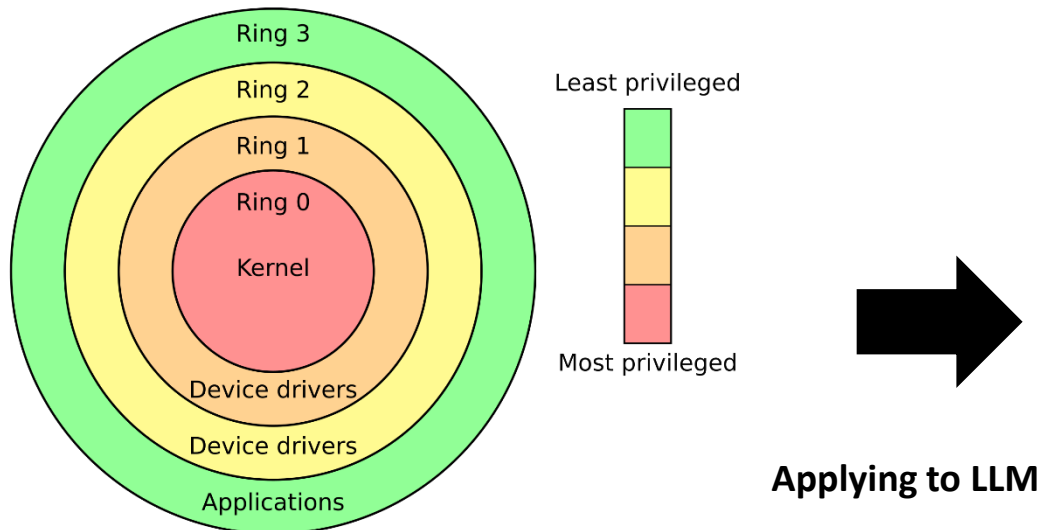 Ring 3
Ring 2
Ring 1
Ring 0
Kernel
Device drivers
Device drivers
Applications
Least privileged
Most privileged
Applying to LLM